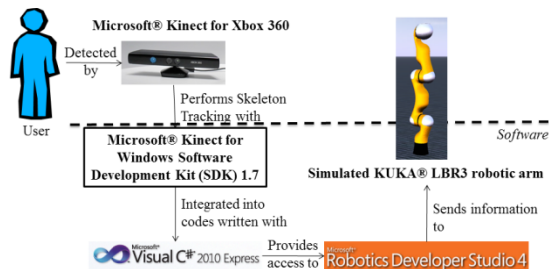 Microsoft® Kinect for Xbox 360
Detected
by
User
Performs Skeleton
Tracking with
Software
Microsoft® Kinect for
Windows Software
Development Kit (SDK) 1.7
Simulated KUKA® LBR3 robotic arm
Integrated into
codes written with
Sends information
to
Microsoft®
Visual C#® 2010 Express
Provides
access to
Microsoft®
Robotics Developer Studio 4